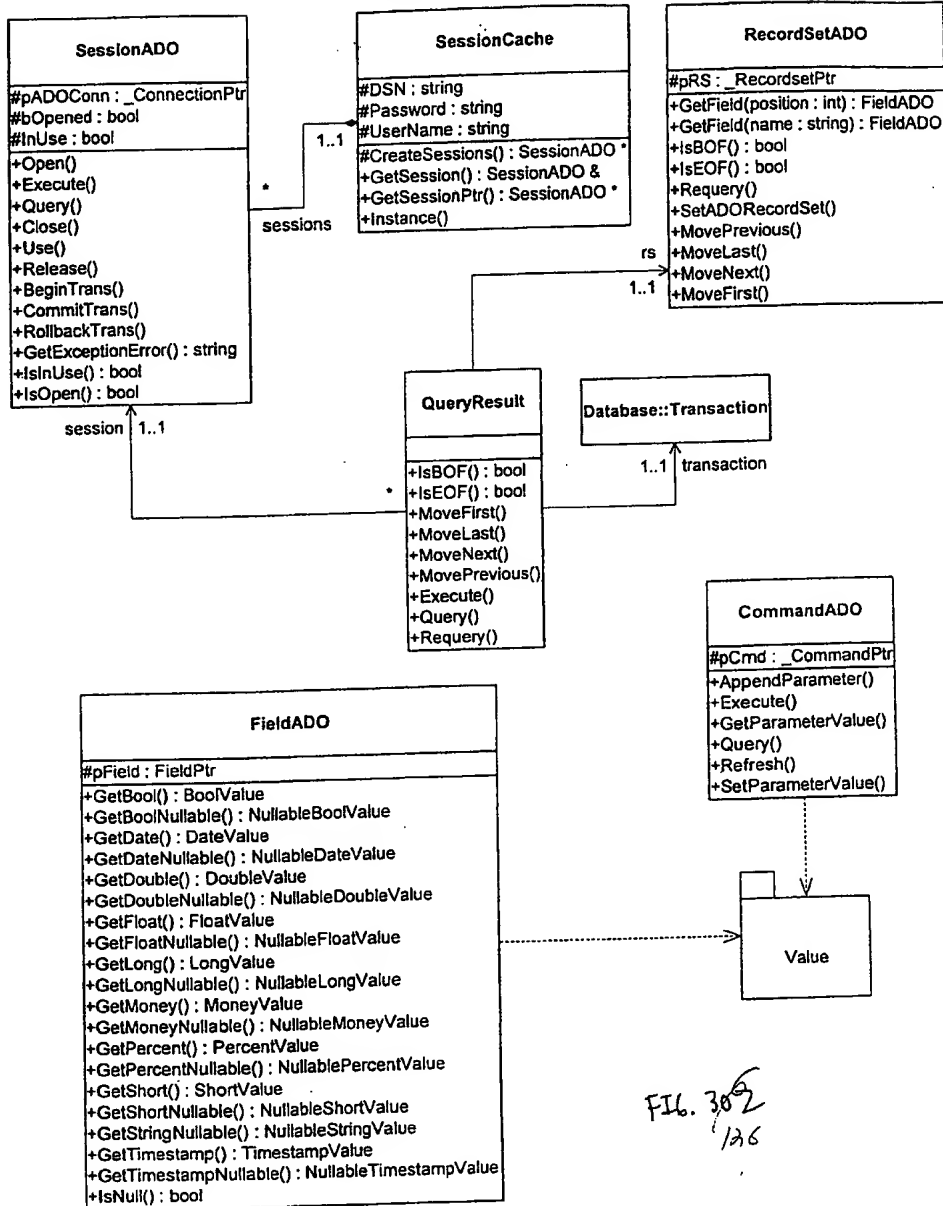 SessionADO
#pADOConn : _ConnectionPtr
#bOpened : bool
#InUse : bool
+Open()
+Execute()
+Query()
+Close()
+Use()
+Release()
+BeginTrans()
+CommitTrans()
+RollbackTrans()
+GetExceptionError() : string
+IsInUse() : bool
+IsOpen() : bool
session 1..1
1..1
*
sessions
SessionCache
#DSN : string
#Password : string
#UserName : string
#CreateSessions() : SessionADO *
+GetSession() : SessionADO &
+GetSessionPtr() : SessionADO *
+Instance()
RecordSetADO
#pRS : _RecordsetPtr
+GetField(position : int) : FieldADO
+GetField(name : string) : FieldADO
+IsBOF() : bool
+IsEOF() : bool
+Requery()
+SetADORecordSet()
+MovePrevious()
+MoveLast()
+MoveNext()
+MoveFirst()
rs
1..1
QueryResult
+IsBOF() : bool
+IsEOF() : bool
+MoveFirst()
+MoveLast()
+MoveNext()
+MovePrevious()
+Execute()
+Query()
+Requery()
*
Database::Transaction
1..1 transaction
CommandADO
#pCmd : _CommandPtr
+AppendParameter()
+Execute()
+GetParameterValue()
+Query()
+Refresh()
+SetParameterValue()
FieldADO
#pField : FieldPtr
+GetBool() : BoolValue
+GetBoolNullable() : NullableBoolValue
+GetDate() : DateValue
+GetDateNullable() : NullableDateValue
+GetDouble() : DoubleValue
+GetDoubleNullable() : NullableDoubleValue
+GetFloat() : FloatValue
+GetFloatNullable() : NullableFloatValue
+GetLong() : LongValue
+GetLongNullable() : NullableLongValue
+GetMoney() : MoneyValue
+GetMoneyNullable() : NullableMoneyValue
+GetPercent() : PercentValue
+GetPercentNullable() : NullablePercentValue
+GetShort() : ShortValue
+GetShortNullable() : NullableShortValue
+GetStringNullable() : NullableStringValue
+GetTimestamp() : TimestampValue
+GetTimestampNullable() : NullableTimestampValue
+IsNull() : bool
Value
FIG.
126